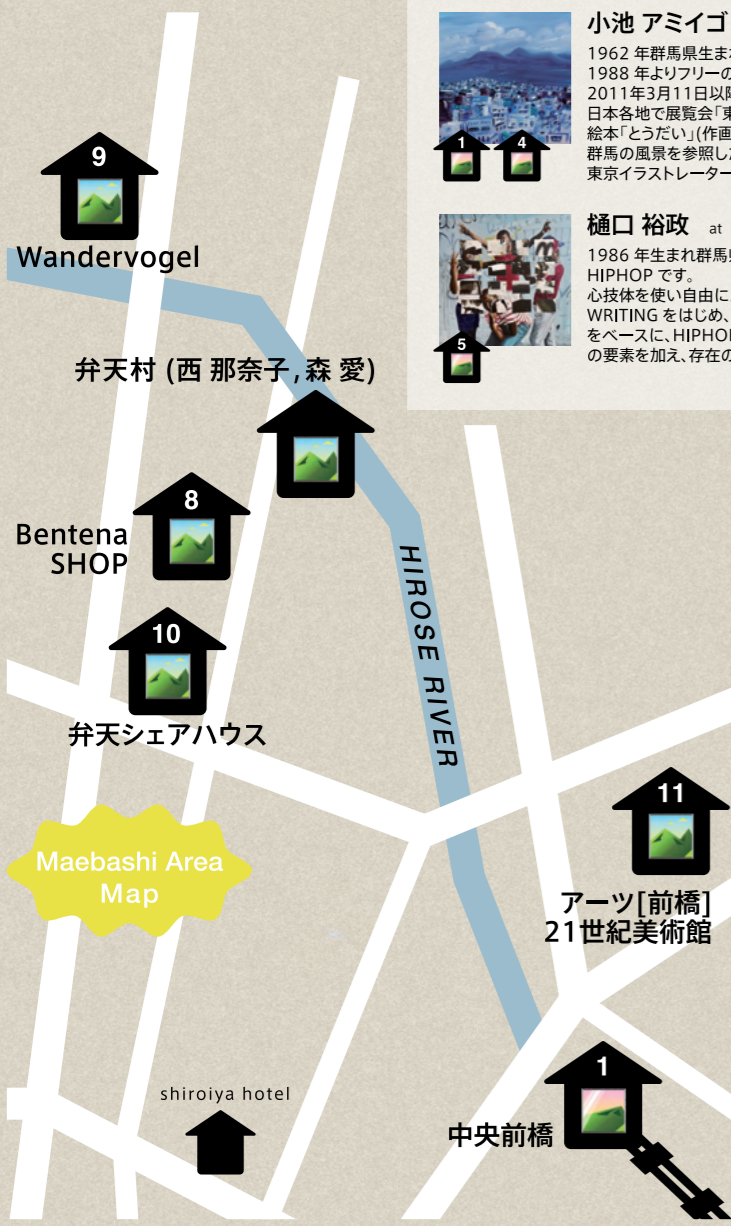 小池 アミイゴ
1962 年群馬県生ま
1988 年よりフリーの
2011年3月11日以降
日本各地で展覧会「東
絵本「とうだい」(作画
群馬の風景を参照した
東京イラストレーター
1
4
樋口 裕政 at
1986 年生まれ群馬県
HIPHOP です。
心技体を使い自由に
WRITING をはじめ、
をベースに、HIPHOP
の要素を加え、存在の
5
9
Wandervogel
弁天村 (西 那奈子, 森 愛)
8
Bentena
SHOP
10
弁天シェアハウス
HIROSE RIVER
Maebashi Area
Map
11
アーツ[前橋]
21世紀美術館
shiroiya hotel
1
中央前橋